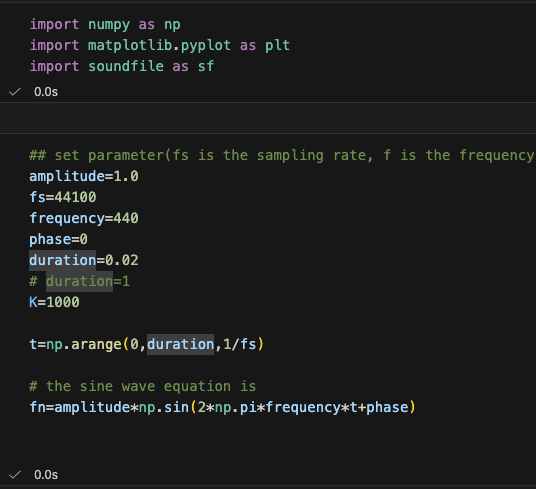 import numpy as np
import matplotlib.pyplot as plt
import soundfile as sf
0.0s
## set parameter(fs is the sampling rate, f is the frequency
amplitude=1.0
fs=44100
frequency=440
phase=0
duration=0.02
# duration=1
K=1000
t=np.arange(0,duration,1/fs)
# the sine wave equation is
fn=amplitude*np.sin(2*np.pi*frequency*t+phase)
0.0s